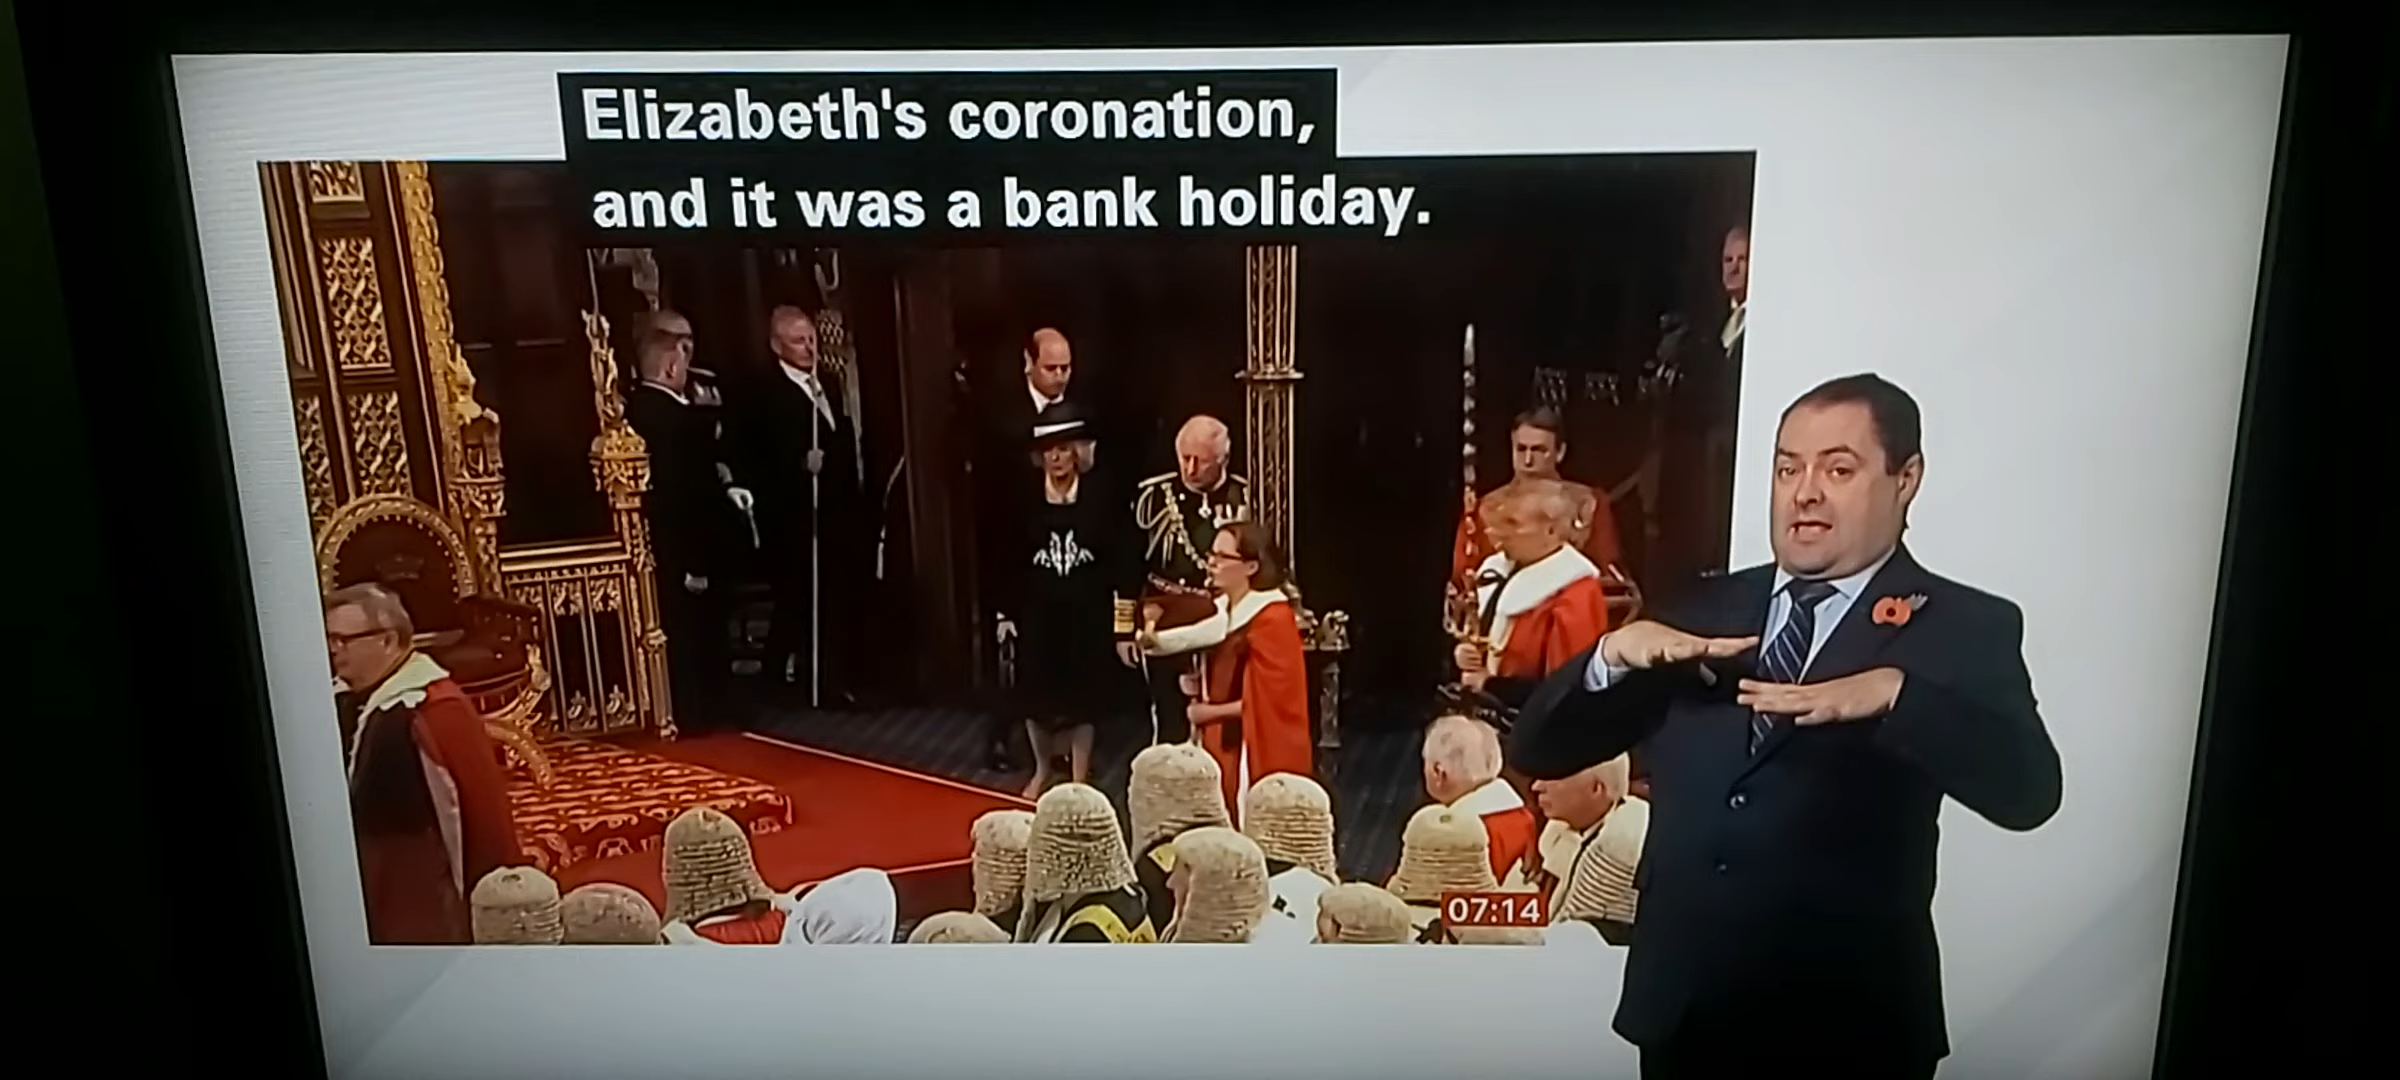 Elizabeth's coronation,
and it was a bank holiday.
07:14